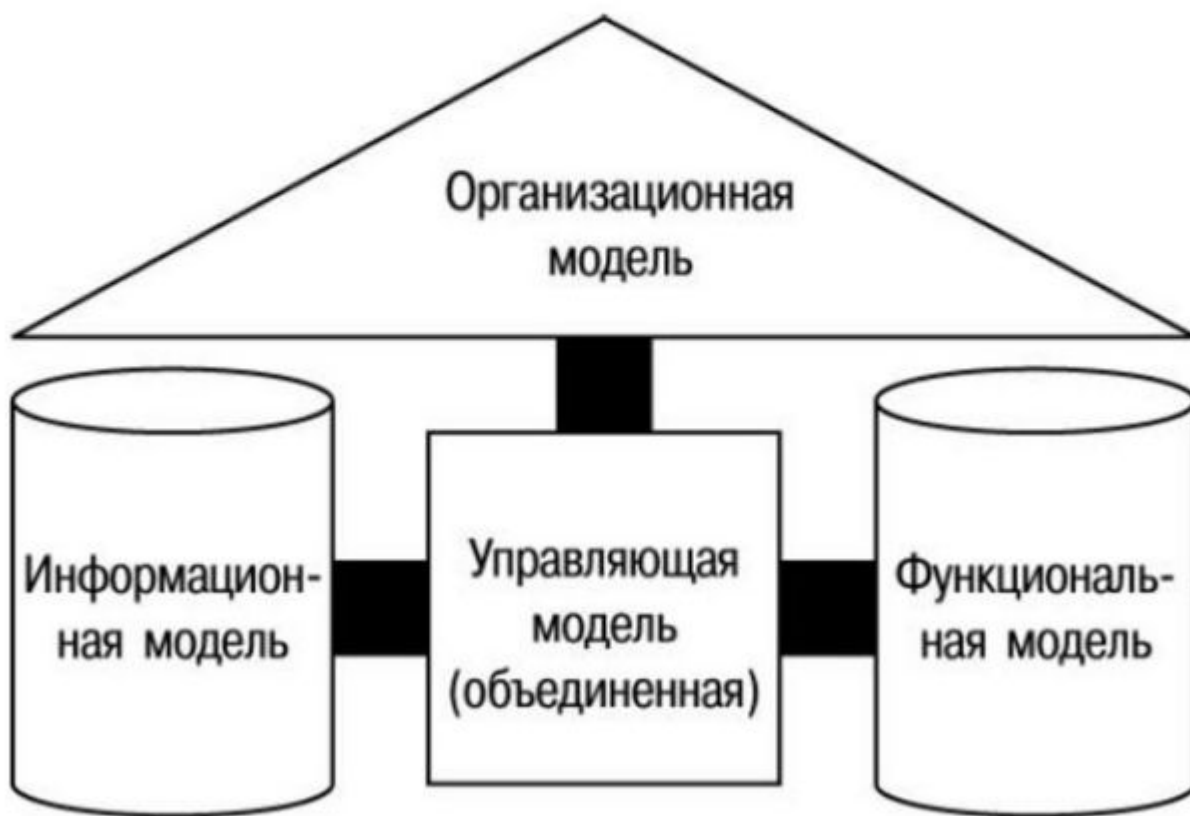 Организационная
модель
Информацион-
ная модель
Управляющая
модель
(объединенная)
Функциональ-
ная модель